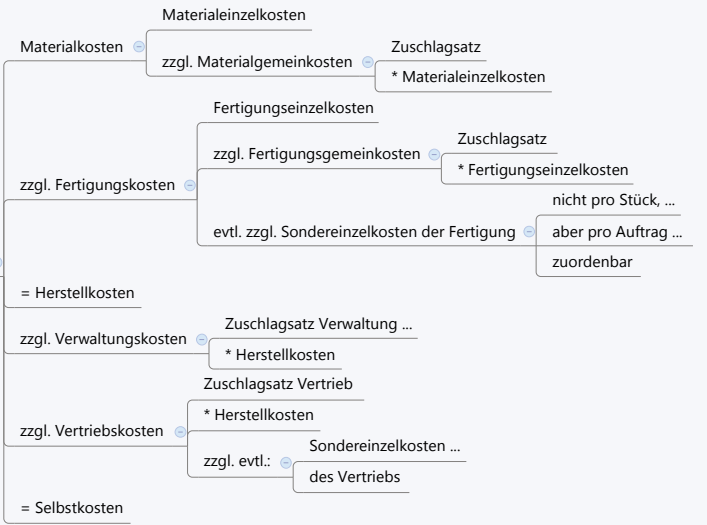 Materialkosten
Materialeinzelkosten
zzgl. Materialgemeinkosten
Zuschlagsatz
* Materialeinzelkosten
zzgl. Fertigungskosten
Fertigungseinzelkosten
zzgl. Fertigungsgemeinkosten
Zuschlagsatz
* Fertigungseinzelkosten
evtl. zzgl. Sondereinzelkosten der Fertigung
nicht pro Stück, ...
aber pro Auftrag ...
zuordenbar
= Herstellkosten
zzgl. Verwaltungskosten
Zuschlagsatz Verwaltung ...
* Herstellkosten
zzgl. Vertriebskosten
Zuschlagsatz Vertrieb
* Herstellkosten
zzgl. evtl.:
Sondereinzelkosten ...
des Vertriebs
= Selbstkosten